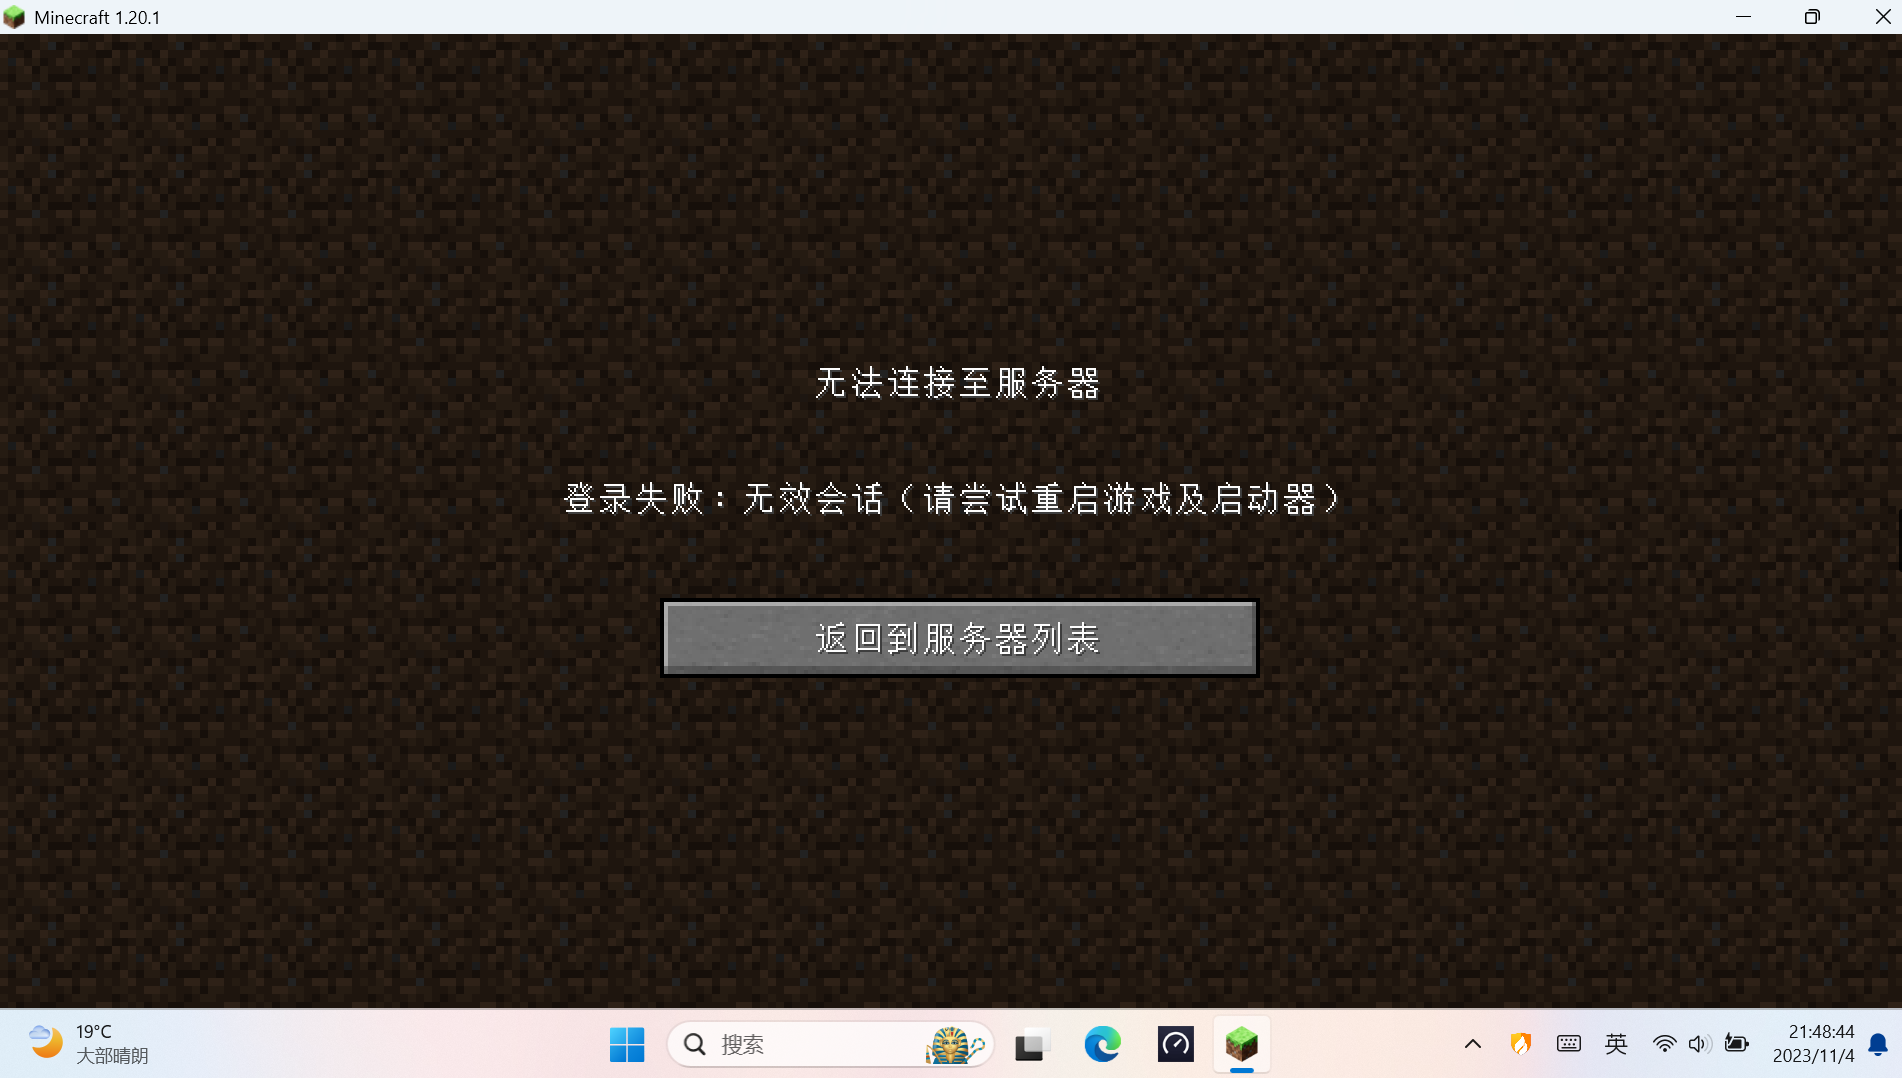 Minecraft 1.20.1
无法连接至服务器
登录失败：无效会话（请尝试重启游戏及启动器）
返回到服务器列表
19°C
大部晴朗
搜索
英
21:48:44
2023/11/4